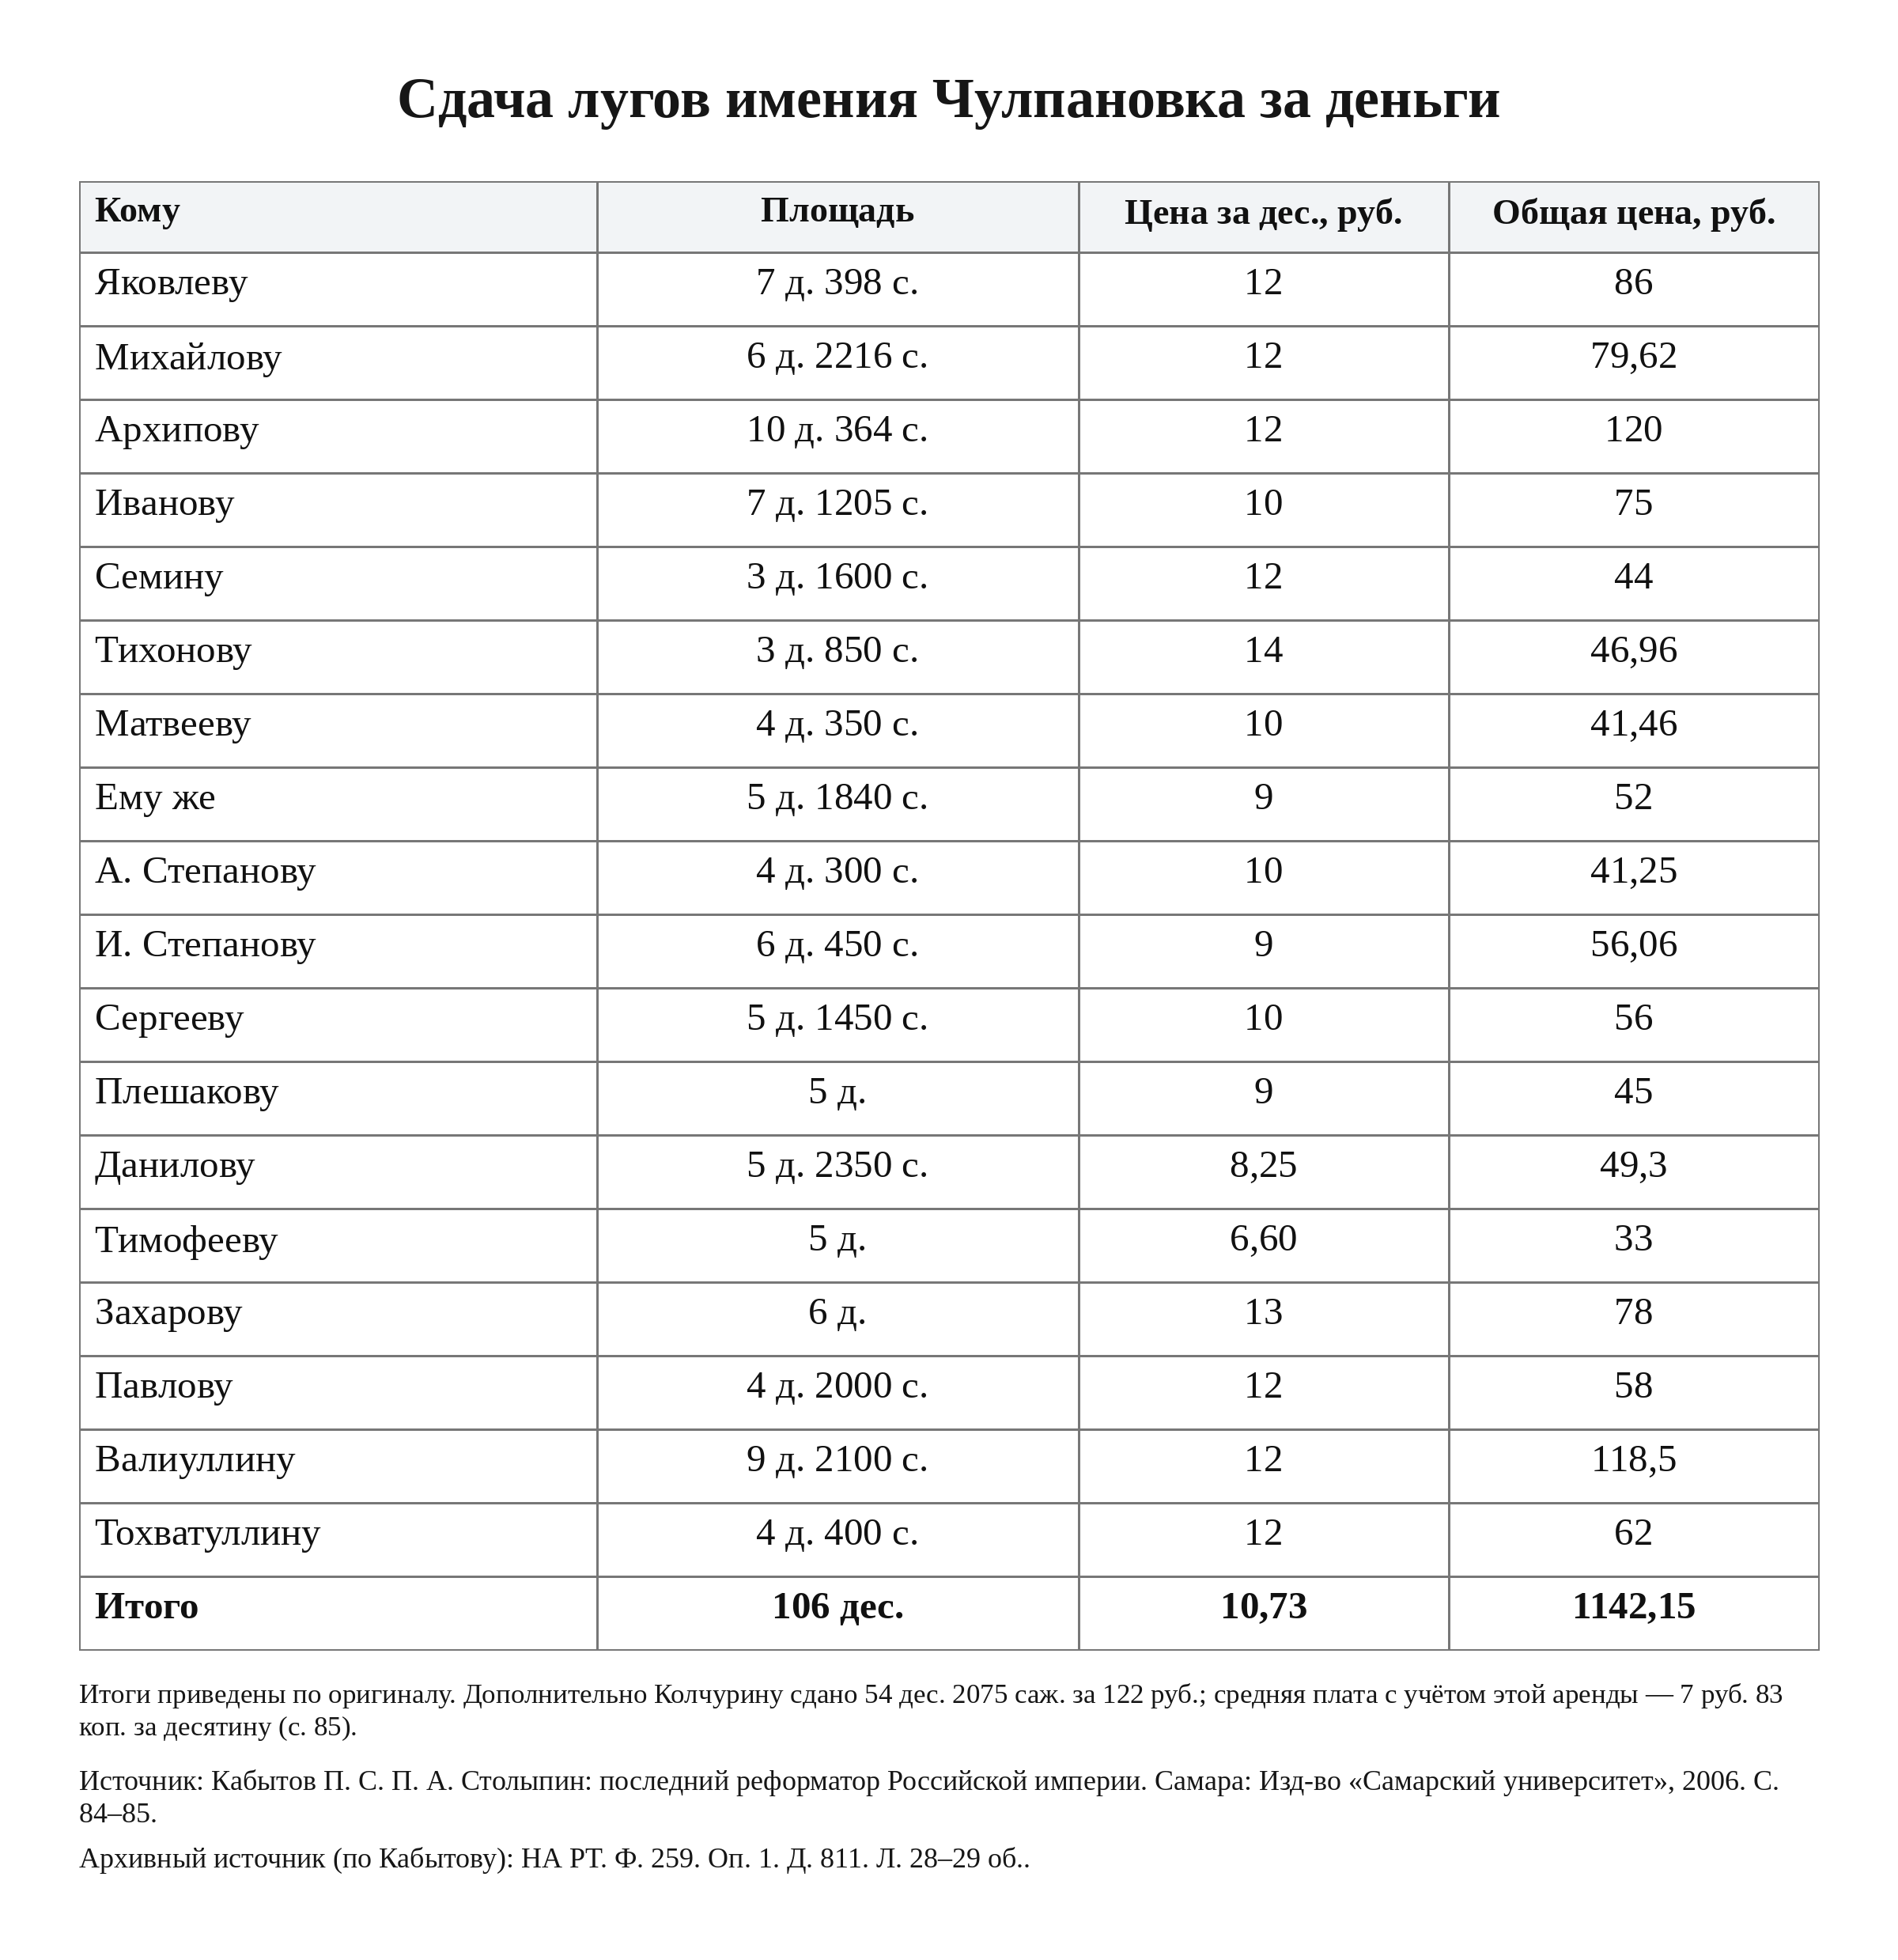 Сдача лугов имения Чулпановка за деньги
Кому Площадь Цена за дес., руб. Общая цена, руб.
Яковлеву 7 д. 398 с. 12 86
Михайлову 6 д. 2216 с. 12 79,62
Архипову 10 д. 364 с. 12 120
Иванову 7 д. 1205 с. 10 75
Семину 3 д. 1600 с. 12 44
Тихонову 3 д. 850 с. 14 46,96
Матвееву 4 д. 350 с. 10 41,46
Ему же 5 д. 1840 с. 9 52
А. Степанову 4 д. 300 с. 10 41,25
И. Степанову 6 д. 450 с. 9 56,06
Сергееву 5 д. 1450 с. 10 56
Плешакову 5 д. 9 45
Данилову 5 д. 2350 с. 8,25 49,3
Тимофееву 5 д. 6,60 33
Захарову 6 д. 13 78
Павлову 4 д. 2000 с. 12 58
Валиуллину 9 д. 2100 с. 12 118,5
Тохватуллину 4 д. 400 с. 12 62
Итого 106 дес. 10,73 1142,15
Итоги приведены по оригиналу. Дополнительно Колчурину сдано 54 дес. 2075 саж. за 122 руб.; средняя плата с учётом этой аренды — 7 руб. 83
коп. за десятину (с. 85).
Источник: Кабытов П. С. П. А. Столыпин: последний реформатор Российской империи. Самара: Изд-во «Самарский университет», 2006. С.
84–85.
Архивный источник (по Кабытову): НА РТ. Ф. 259. Оп. 1. Д. 811. Л. 28–29 об..